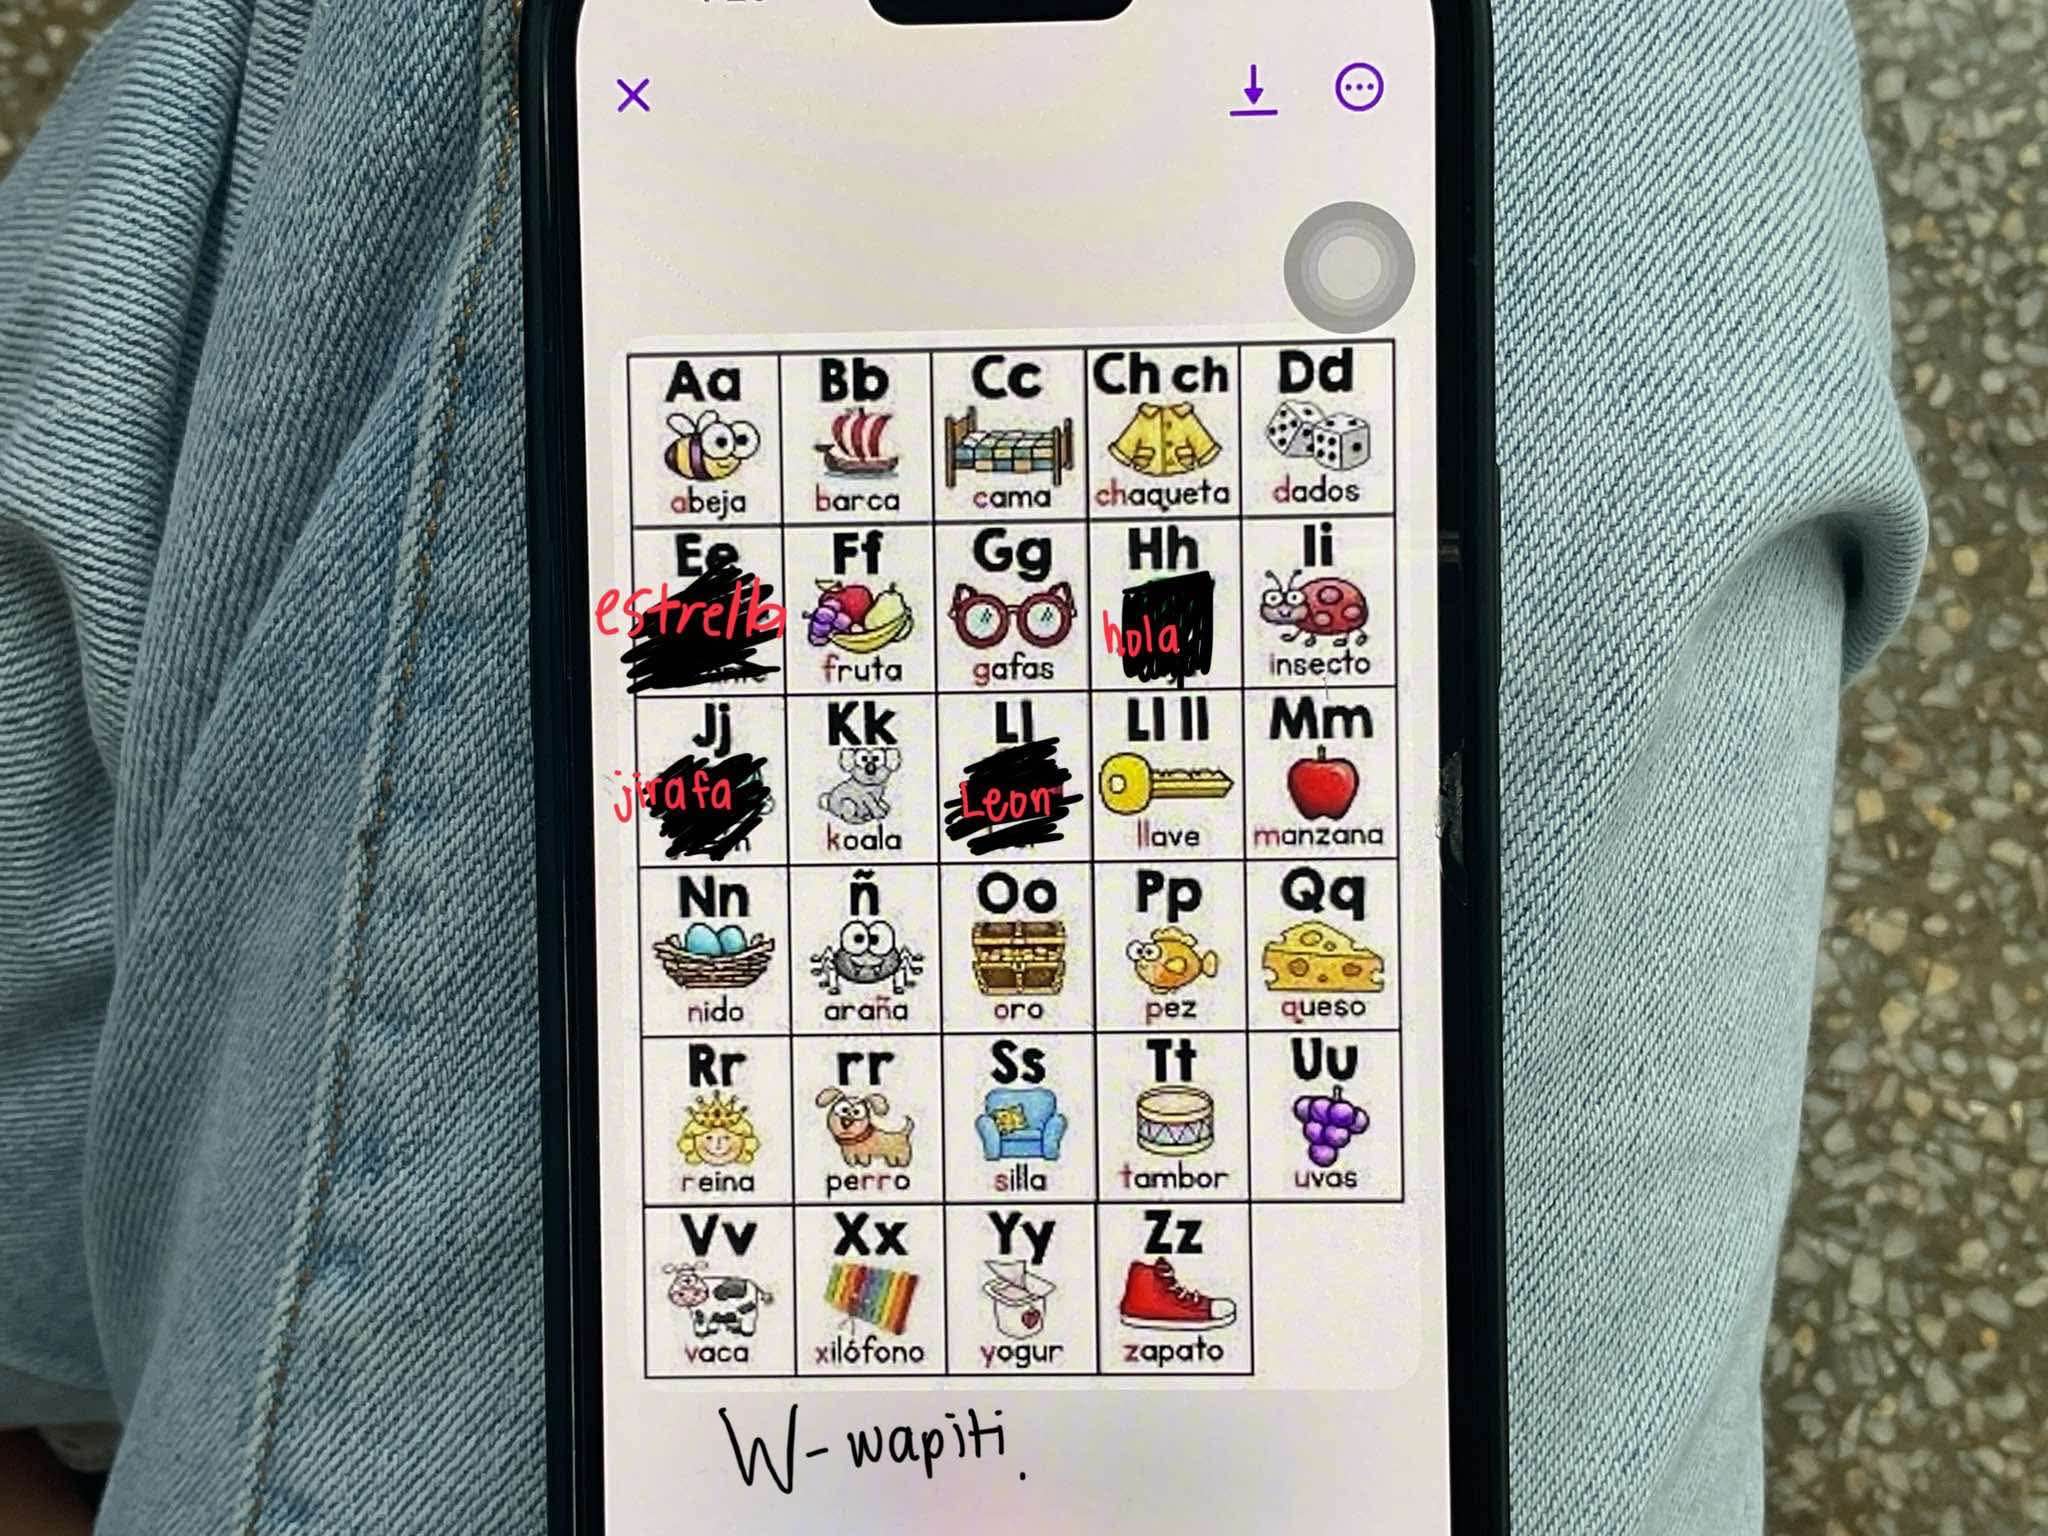 Aa Bb Cc Ch ch Dd
abeja barca cama chaqueta dados
Ee Ff Gg Hh Ii
estrella fruta gafas hola insecto
Jj Kk Ll Ll ll Mm
jirafa koala Leon llave manzana
Nn ñ Oo Pp Qq
nido araña oro pez queso
Rr rr Ss Tt Uu
reina perro silla tambor uvas
Vv Xx Yy Zz
vaca xilófono yogur zapato
W - wapiti.